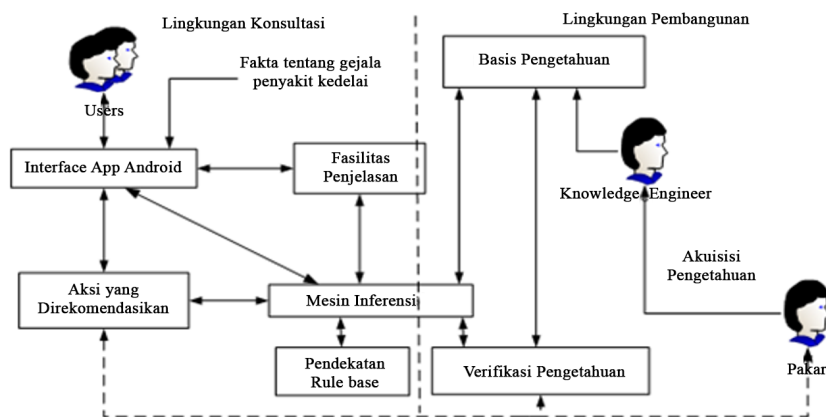 Lingkungan Konsultasi
Lingkungan Pembangunan
Fakta tentang gejala
penyakit kedelai
Users
Basis Pengetahuan
Interface App Android
Fasilitas
Penjelasan
Knowledge Engineer
Akuisisi
Pengetahuan
Aksi yang
Direkomendasikan
Mesin Inferensi
Pendekatan
Rule base
Verifikasi Pengetahuan
Pakar